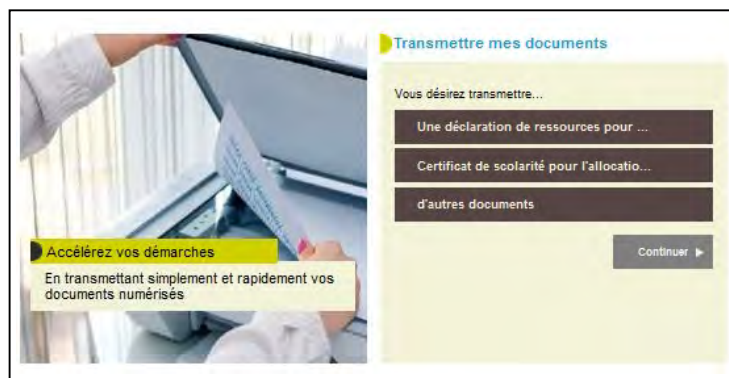 Transmettre mes documents
Vous désirez transmettre...
Une déclaration de ressources pour ...
Certificat de scolarité pour l'allocatio...
d'autres documents
Continuer
Accélérez vos démarches
En transmettant simplement et rapidement vos
documents numérisés